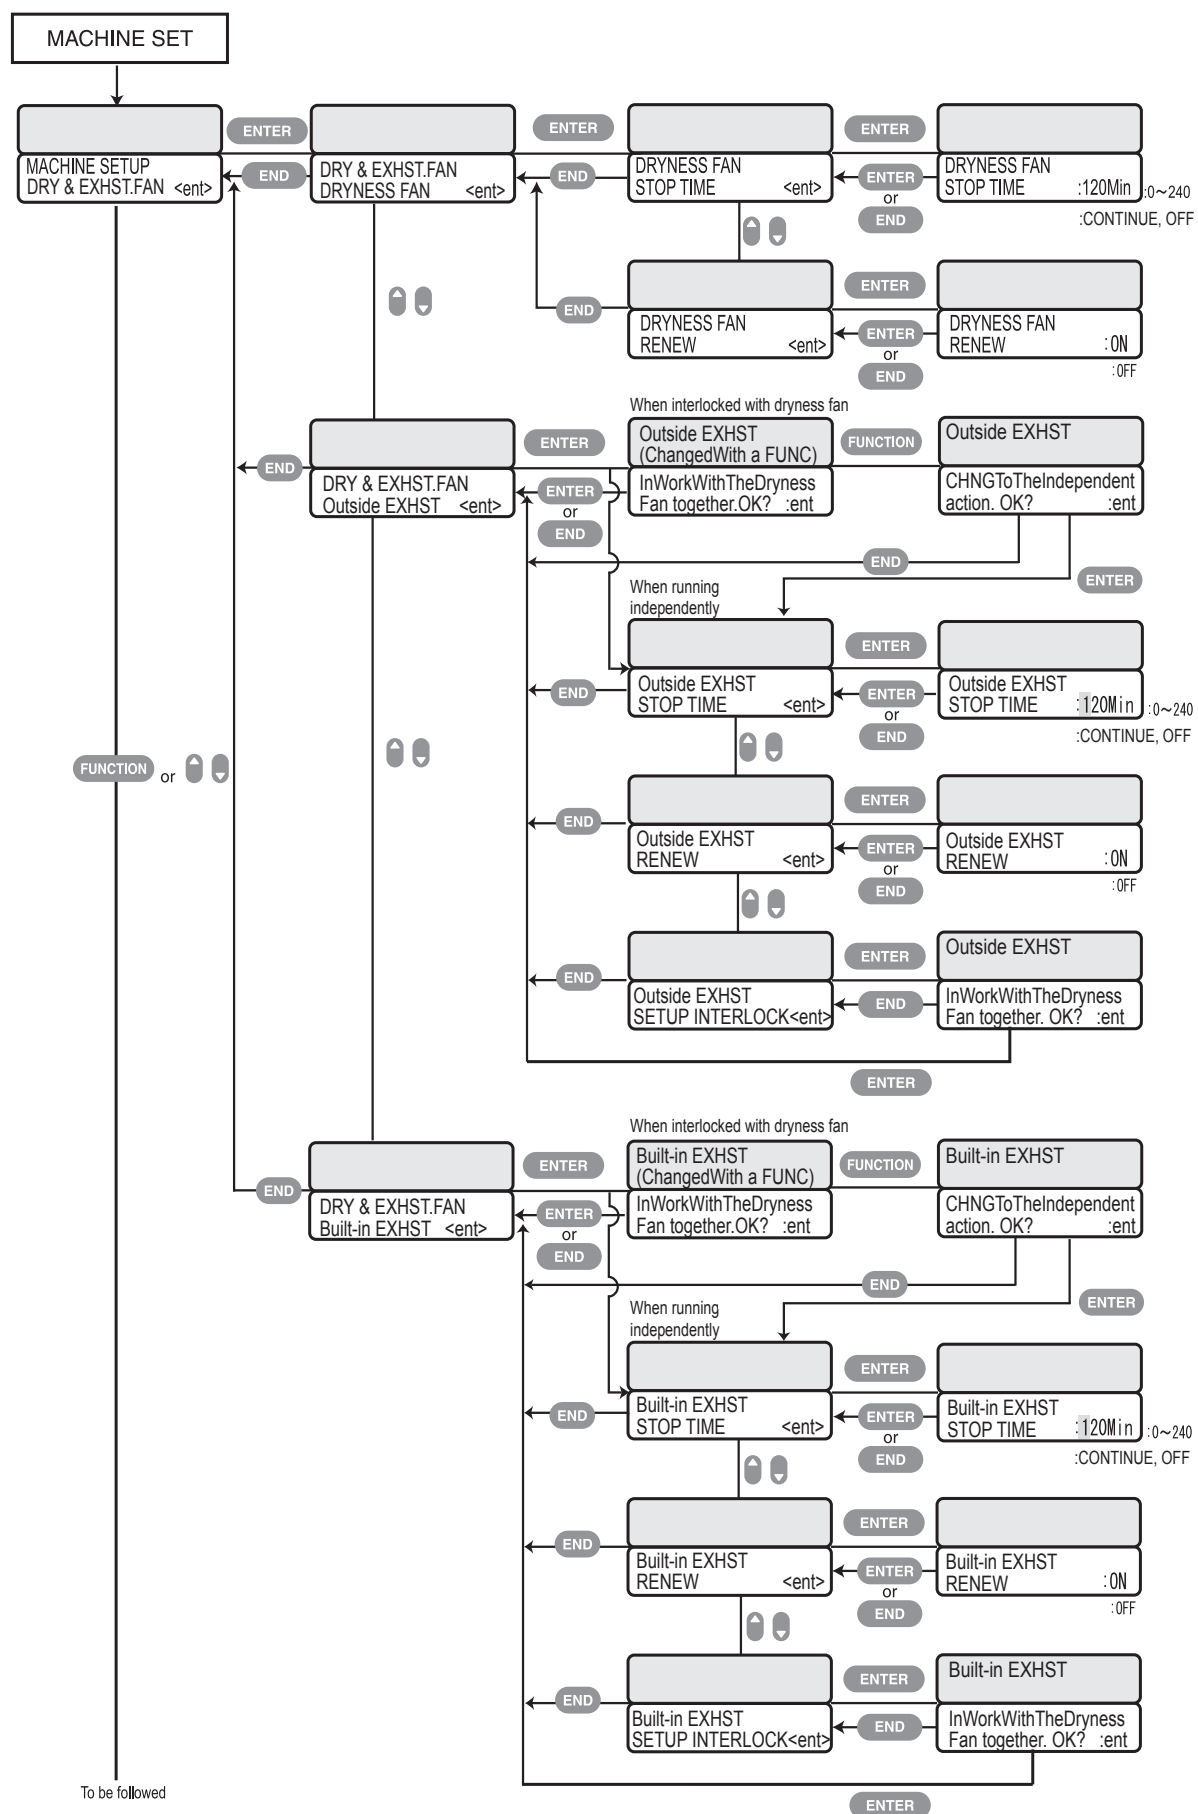 MACHINE SET
ENTER
ENTER
ENTER
MACHINE SETUP
DRY & EXHST.FAN <ent>
END
DRY & EXHST.FAN
DRYNESS FAN <ent>
END
DRYNESS FAN
STOP TIME <ent>
ENTER
or
END
DRYNESS FAN
STOP TIME :120Min
:0~240
:CONTINUE, OFF
ENTER
END
DRYNESS FAN
RENEW <ent>
ENTER
or
END
DRYNESS FAN
RENEW :ON
:OFF
When interlocked with dryness fan
END
ENTER
Outside EXHST
(ChangedWith a FUNC)
FUNCTION
Outside EXHST
DRY & EXHST.FAN
Outside EXHST <ent>
ENTER
or
END
InWorkWithTheDryness
Fan together.OK? :ent
CHNGToTheIndependent
action. OK? :ent
END
ENTER
When running
independently
ENTER
END
Outside EXHST
STOP TIME <ent>
ENTER
or
END
Outside EXHST
STOP TIME :120Min
:0~240
:CONTINUE, OFF
FUNCTION or
ENTER
END
Outside EXHST
RENEW <ent>
ENTER
or
END
Outside EXHST
RENEW :ON
:OFF
ENTER
Outside EXHST
END
Outside EXHST
SETUP INTERLOCK<ent>
END
InWorkWithTheDryness
Fan together. OK? :ent
ENTER
When interlocked with dryness fan
END
ENTER
Built-in EXHST
(ChangedWith a FUNC)
FUNCTION
Built-in EXHST
DRY & EXHST.FAN
Built-in EXHST <ent>
ENTER
or
END
InWorkWithTheDryness
Fan together.OK? :ent
CHNGToTheIndependent
action. OK? :ent
END
ENTER
When running
independently
ENTER
END
Built-in EXHST
STOP TIME <ent>
ENTER
or
END
Built-in EXHST
STOP TIME :120Min
:0~240
:CONTINUE, OFF
ENTER
END
Built-in EXHST
RENEW <ent>
ENTER
or
END
Built-in EXHST
RENEW :ON
:OFF
ENTER
Built-in EXHST
END
Built-in EXHST
SETUP INTERLOCK<ent>
END
InWorkWithTheDryness
Fan together. OK? :ent
To be followed
ENTER